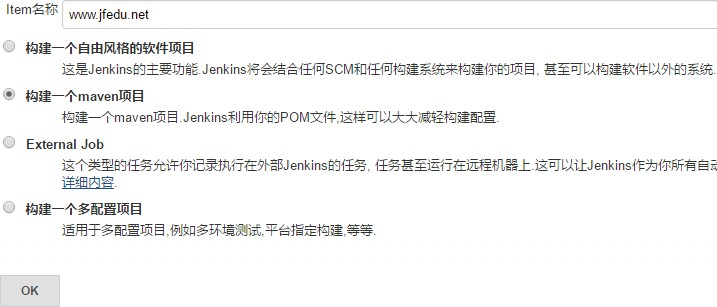 Item名称 www.jfedu.net
构建一个自由风格的软件项目
这是Jenkins的主要功能.Jenkins将会结合任何SCM和任何构建系统来构建你的项目, 甚至可以构建软件以外的系统.
构建一个maven项目
构建一个maven项目.Jenkins利用你的POM文件,这样可以大大减轻构建配置.
External Job
这个类型的任务允许你记录执行在外部Jenkins的任务, 任务甚至运行在远程机器上.这可以让Jenkins作为你所有自动
详细内容.
构建一个多配置项目
适用于多配置项目,例如多环境测试,平台指定构建,等等.
OK